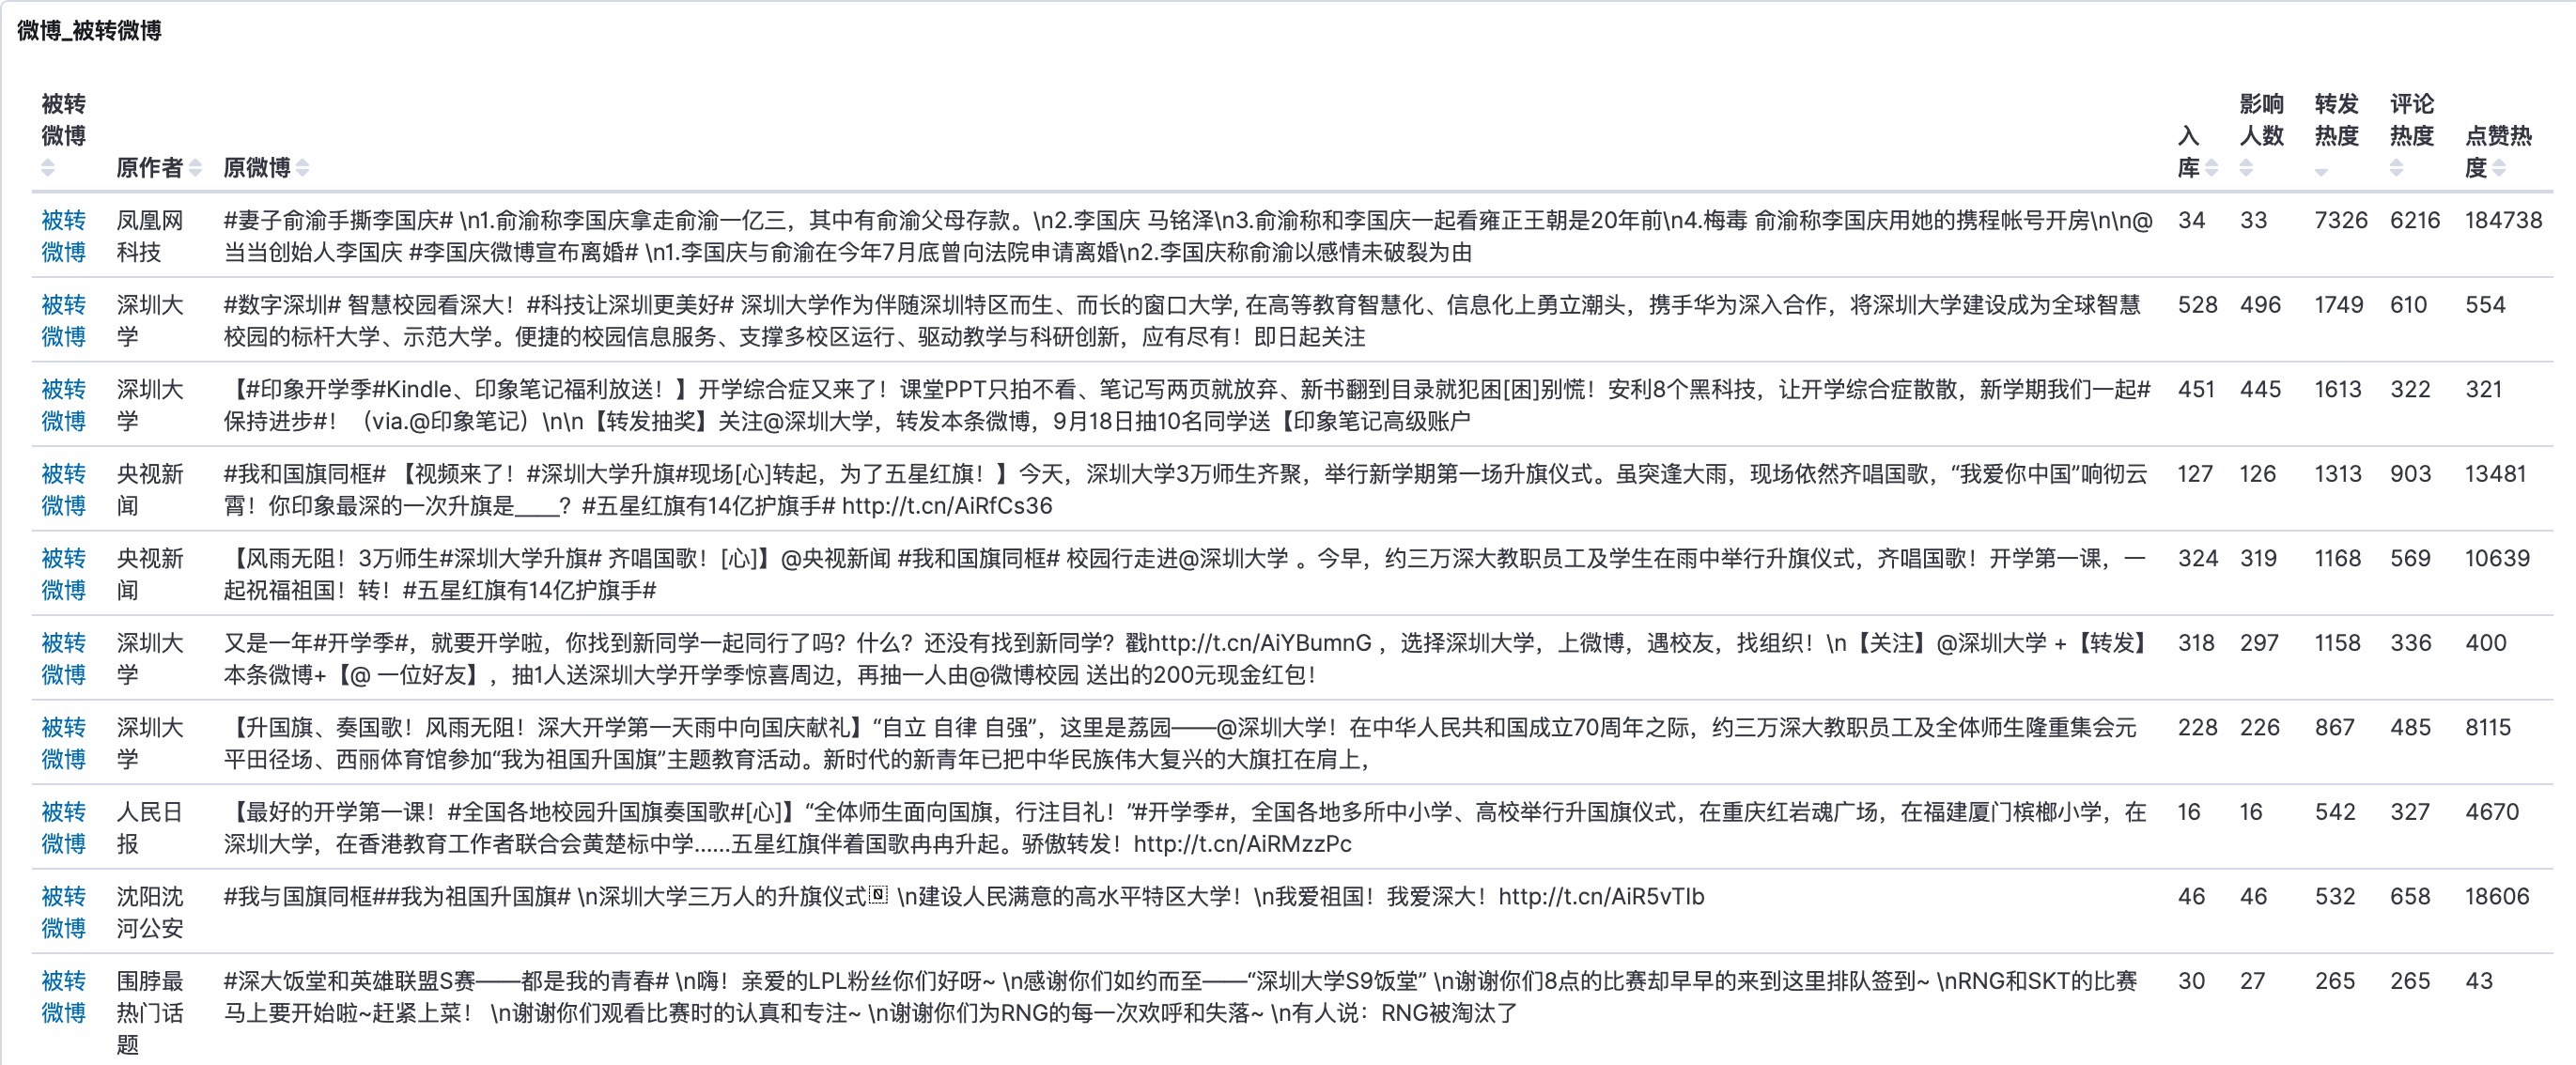 微博_被转微博
被转微博 原作者 原微博 入库 影响人数 转发热度 评论热度 点赞热度
被转微博 凤凰网科技 #妻子俞渝手撕李国庆# \n1.俞渝称李国庆拿走俞渝一亿三，其中有俞渝父母存款。\n2.李国庆 马铭泽\n3.俞渝称和李国庆一起看雍正王朝是20年前\n4.梅毒 俞渝称李国庆用她的携程帐号开房\n\n@
当当创始人李国庆 #李国庆微博宣布离婚# \n1.李国庆与俞渝在今年7月底曾向法院申请离婚\n2.李国庆称俞渝以感情未破裂为由 34 33 7326 6216 184738
被转微博 深圳大学 #数字深圳# 智慧校园看深大！#科技让深圳更美好# 深圳大学作为伴随深圳特区而生、而长的窗口大学, 在高等教育智慧化、信息化上勇立潮头，携手华为深入合作，将深圳大学建设成为全球智慧
校园的标杆大学、示范大学。便捷的校园信息服务、支撑多校区运行、驱动教学与科研创新，应有尽有！即日起关注 528 496 1749 610 554
被转微博 深圳大学 【#印象开学季#Kindle、印象笔记福利放送！】开学综合症又来了！课堂PPT只拍不看、笔记写两页就放弃、新书翻到目录就犯困[困]别慌！安利8个黑科技，让开学综合症散散，新学期我们一起#
保持进步#！（via.@印象笔记）\n\n【转发抽奖】关注@深圳大学，转发本条微博，9月18日抽10名同学送【印象笔记高级账户 451 445 1613 322 321
被转微博 央视新闻 #我和国旗同框# 【视频来了！#深圳大学升旗#现场[心]转起，为了五星红旗！】今天，深圳大学3万师生齐聚，举行新学期第一场升旗仪式。虽突逢大雨，现场依然齐唱国歌，“我爱你中国”响彻云
霄！你印象最深的一次升旗是____？#五星红旗有14亿护旗手# http://t.cn/AiRfCs36 127 126 1313 903 13481
被转微博 央视新闻 【风雨无阻！3万师生#深圳大学升旗# 齐唱国歌！[心]】@央视新闻 #我和国旗同框# 校园行走进@深圳大学 。今早，约三万深大教职员工及学生在雨中举行升旗仪式，齐唱国歌！开学第一课，一
起祝福祖国！转！#五星红旗有14亿护旗手# 324 319 1168 569 10639
被转微博 深圳大学 又是一年#开学季#，就要开学啦，你找到新同学一起同行了吗？什么？还没有找到新同学？戳http://t.cn/AiYBumnG ，选择深圳大学，上微博，遇校友，找组织！\n【关注】@深圳大学 +【转发】
本条微博+【@ 一位好友】，抽1人送深圳大学开学季惊喜周边，再抽一人由@微博校园 送出的200元现金红包！ 318 297 1158 336 400
被转微博 深圳大学 【升国旗、奏国歌！风雨无阻！深大开学第一天雨中向国庆献礼】“自立 自律 自强”，这里是荔园——@深圳大学！在中华人民共和国成立70周年之际，约三万深大教职员工及全体师生隆重集会元
平田径场、西丽体育馆参加“我为祖国升国旗”主题教育活动。新时代的新青年已把中华民族伟大复兴的大旗扛在肩上， 228 226 867 485 8115
被转微博 人民日报 【最好的开学第一课！#全国各地校园升国旗奏国歌#[心]】“全体师生面向国旗，行注目礼！”#开学季#，全国各地多所中小学、高校举行升国旗仪式，在重庆红岩魂广场，在福建厦门槟榔小学，在
深圳大学，在香港教育工作者联合会黄楚标中学……五星红旗伴着国歌冉冉升起。骄傲转发！http://t.cn/AiRMzzPc 16 16 542 327 4670
被转微博 沈阳沈河公安 #我与国旗同框##我为祖国升国旗# \n深圳大学三万人的升旗仪式 \n建设人民满意的高水平特区大学！\n我爱祖国！我爱深大！http://t.cn/AiR5vTlb 46 46 532 658 18606
被转微博 围脖最热门话题 #深大饭堂和英雄联盟S赛——都是我的青春# \n嗨！亲爱的LPL粉丝你们好呀~ \n感谢你们如约而至——“深圳大学S9饭堂” \n谢谢你们8点的比赛却早早的来到这里排队签到~ \nRNG和SKT的比赛
马上要开始啦~赶紧上菜！ \n谢谢你们观看比赛时的认真和专注~ \n谢谢你们为RNG的每一次欢呼和失落~ \n有人说：RNG被淘汰了 30 27 265 265 43